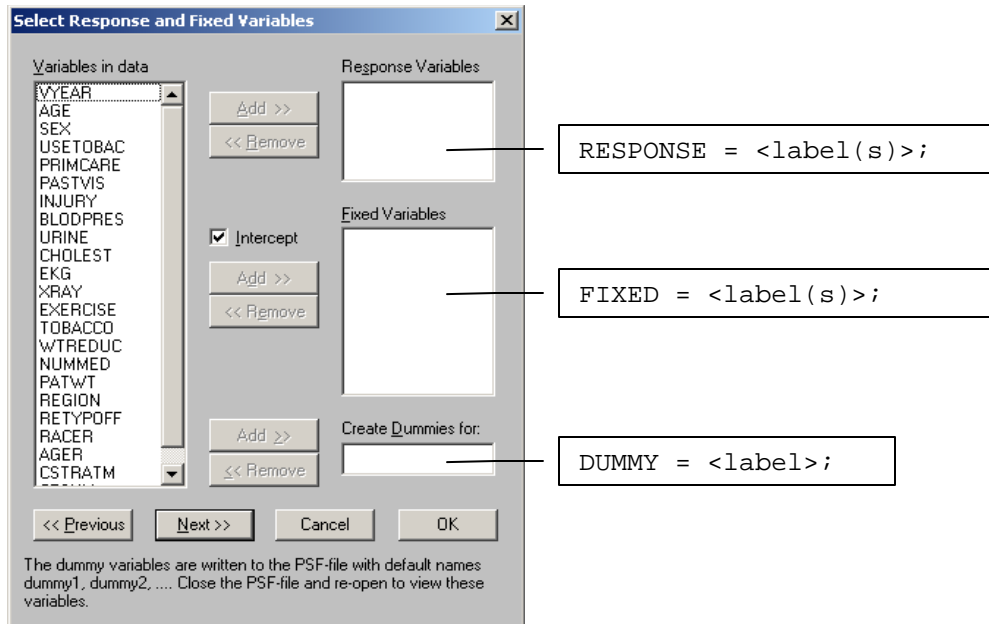 Select Response and Fixed Variables
Variables in data
VYEAR
AGE
SEX
USETOBAC
PRIMCARE
PASTVIS
INJURY
BLODPRES
URINE
CHOLEST
EKG
XRAY
EXERCISE
TOBACCO
WTREDUC
NUMMED
PATWT
REGION
RETYPOFF
RACER
AGER
CSTRATM
Add >>
<< Remove
Response Variables
RESPONSE = <label(s)>;
Intercept
Add >>
<< Remove
Fixed Variables
FIXED = <label(s)>;
Add >>
<< Remove
Create Dummies for:
DUMMY = <label>;
<< Previous
Next >>
Cancel
OK
The dummy variables are written to the PSF-file with default names
dummy1, dummy2, .... Close the PSF-file and re-open to view these
variables.